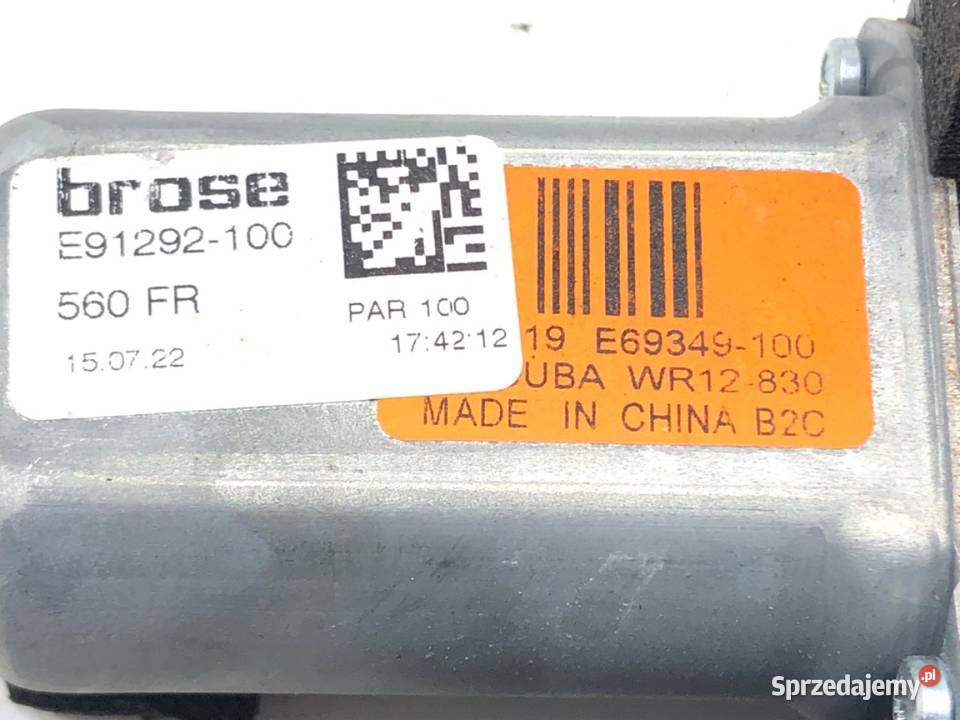 brose
E91292-100
560 FR
PAR 100
15.07.22
17:42:12
19 E69349-100
WR12-830
MADE IN CHINA B2C
Sprzedajemy.pl